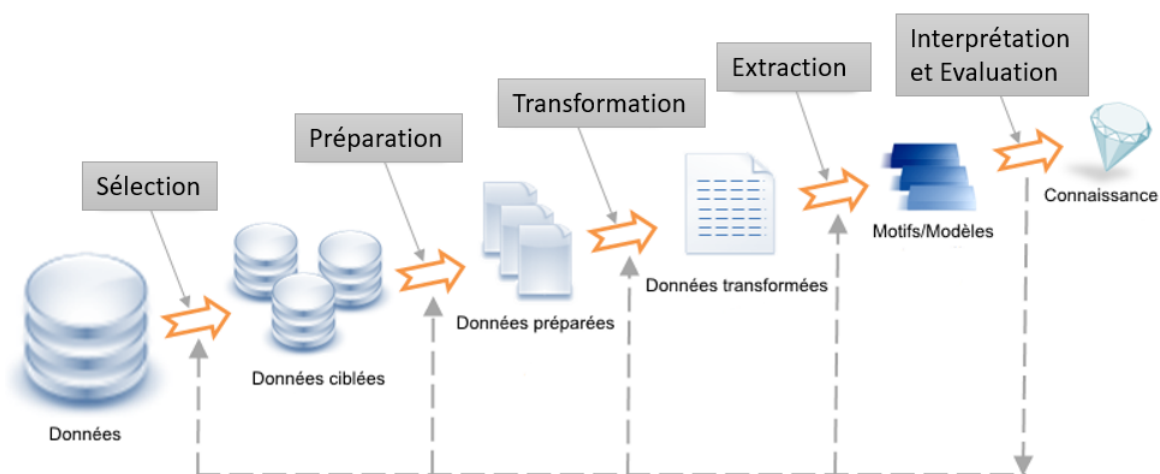 Interprétation
et Evaluation
Extraction
Transformation
Préparation
Sélection
Connaissance
Motifs/Modèles
Données transformées
Données préparées
Données ciblées
Données